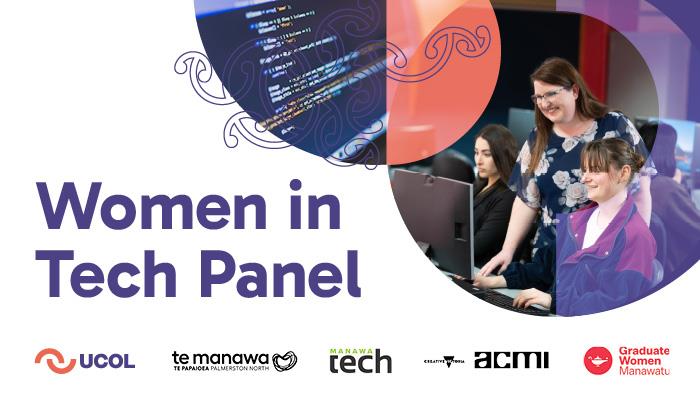 Women in
Tech Panel
UCOL
te manawa
TE PAPAIOEA PALMERSTON NORTH
MANAWA
tech
CREATIVE VICTORIA
acmi
Graduate
Women
Manawatu